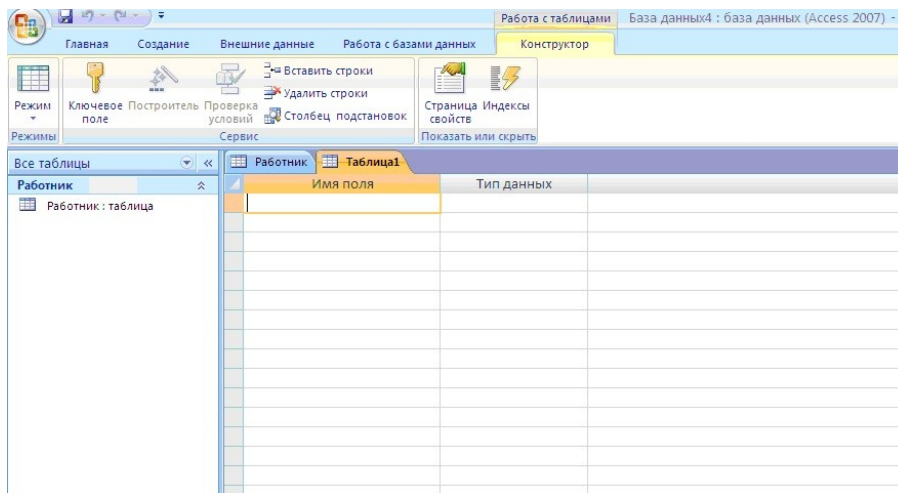 Работа с таблицами База данных4 : база данных (Access 2007) -
Главная Создание Внешние данные Работа с базами данных Конструктор
Режим
Ключевое поле
Построитель
Проверка условий
Вставить строки
Удалить строки
Столбец подстановок
Страница свойств
Индексы
Режимы Сервис Показать или скрыть
Все таблицы
Работник Таблица1
Работник
Имя поля Тип данных
Работник : таблица